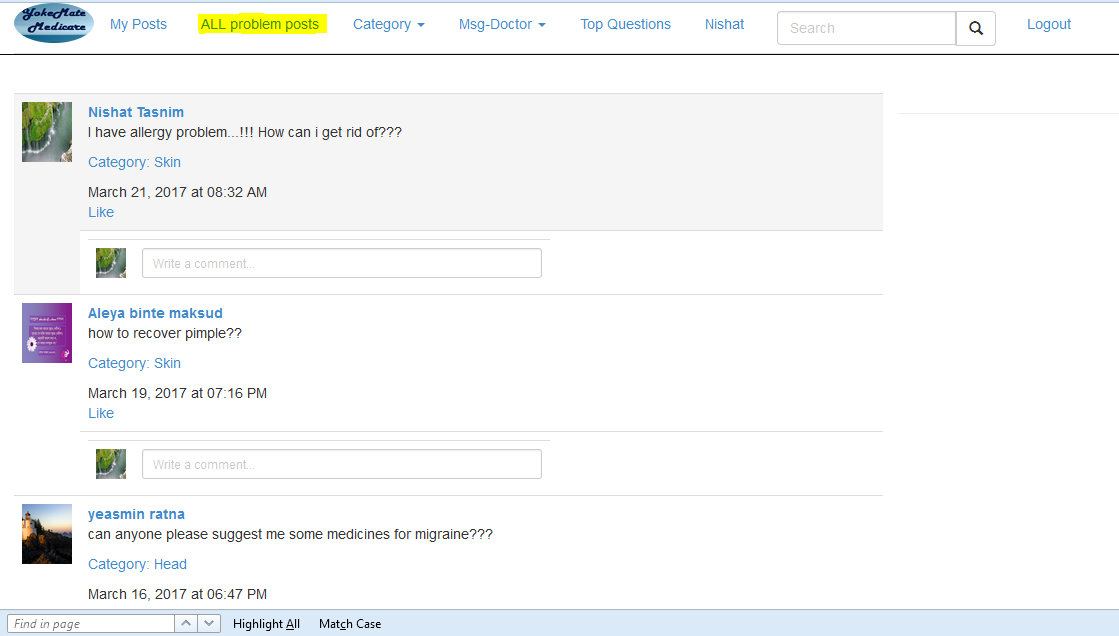 YokeMate
Medicare
My Posts
ALL problem posts
Category
Msg-Doctor
Top Questions
Nishat
Search
Logout
Nishat Tasnim
I have allergy problem...!!! How can i get rid of???
Category: Skin
March 21, 2017 at 08:32 AM
Like
Write a comment...
Aleya binte maksud
how to recover pimple??
Category: Skin
March 19, 2017 at 07:16 PM
Like
Write a comment...
yeasmin ratna
can anyone please suggest me some medicines for migraine???
Category: Head
March 16, 2017 at 06:47 PM
Find in page
Highlight All
Match Case